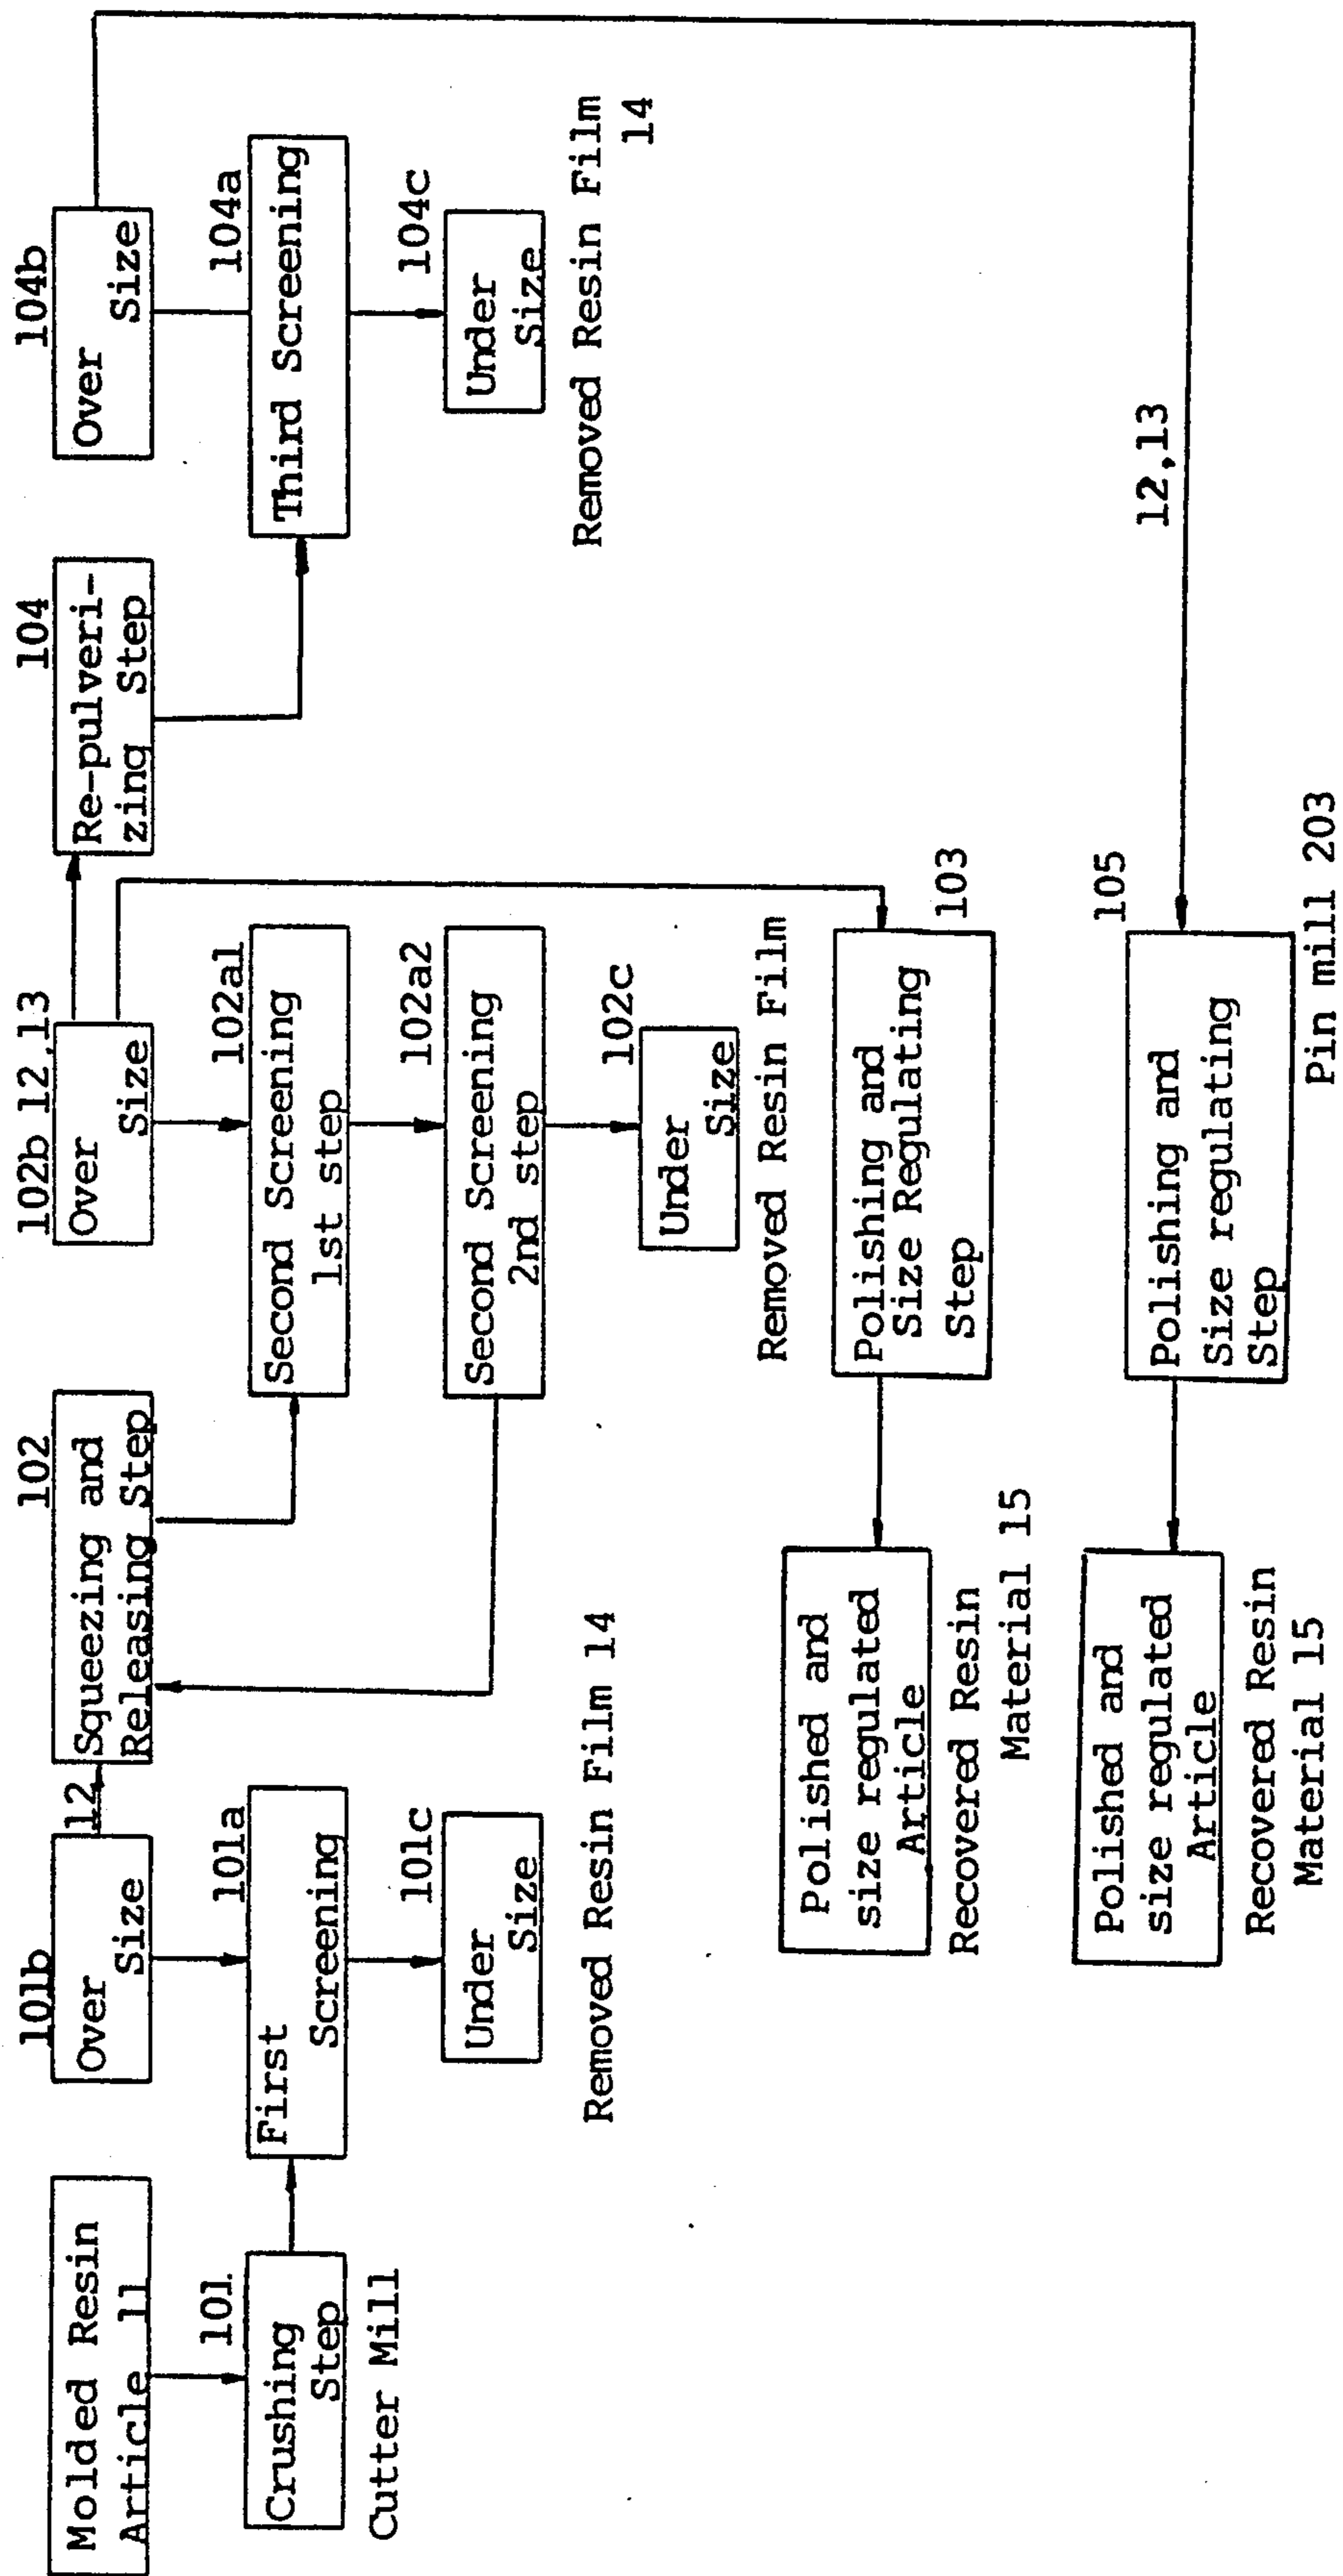 Molded Resin
Article 11
101
Crushing
Step
Cutter Mill
101b
Over
Size
12
101a
First
Screening
101c
Under
Size
Removed Resin Film 14
102
Squeezing and
Releasing Step
102b 12,13
Over
Size
102a1
Second Screening
1st step
102a2
Second Screening
2nd step
102c
Under
Size
Removed Resin Film
104
Re-pulveri-
zing Step
104b
Over
Size
104a
Third Screening
104c
Under
Size
Removed Resin Film
14
103
Polishing and
Size Regulating
Step
Polished and
size regulated
Article
Recovered Resin
Material 15
12,13
105
Polishing and
Size regulating
Step
Pin mill 203
Polished and
size regulated
Article
Recovered Resin
Material 15